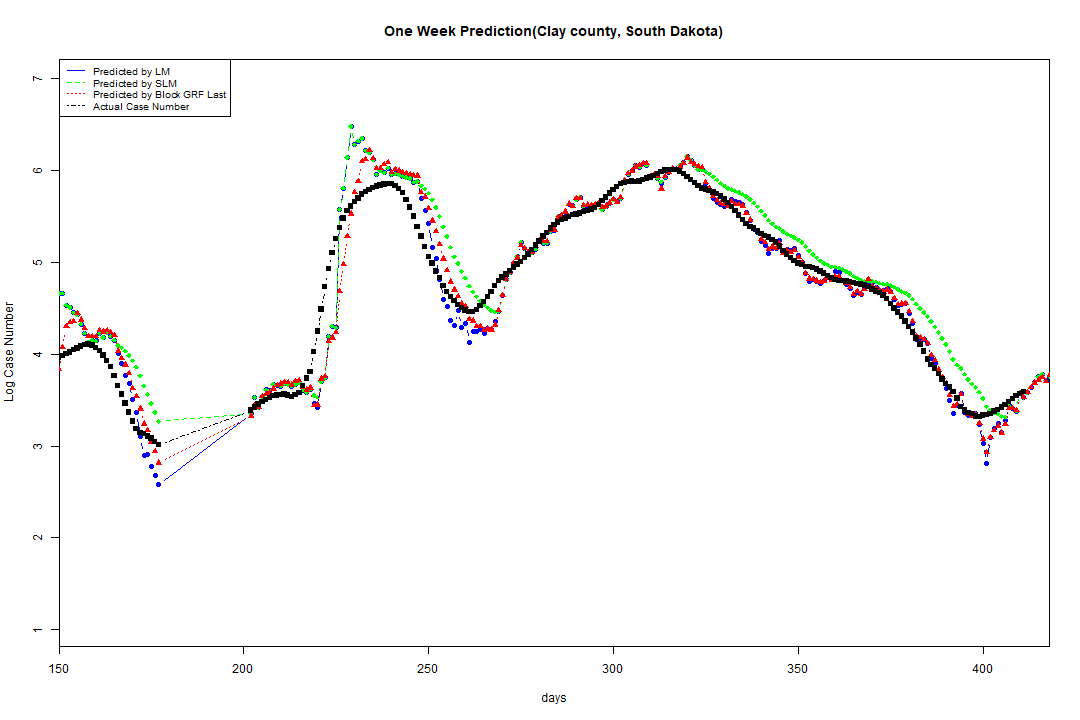 One Week Prediction(Clay county, South Dakota)
Predicted by LM
Predicted by SLM
Predicted by Block GRF Last
Actual Case Number
7
6
5
4
3
2
1
Log Case Number
150 200 250 300 350 400
days